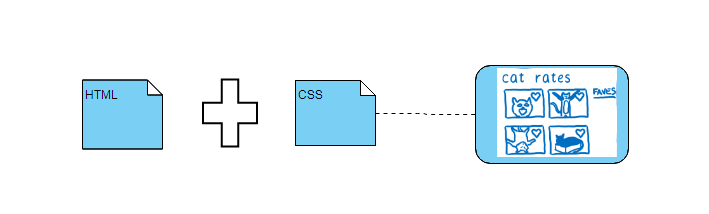 HTML
CSS
cat rates
FAVES